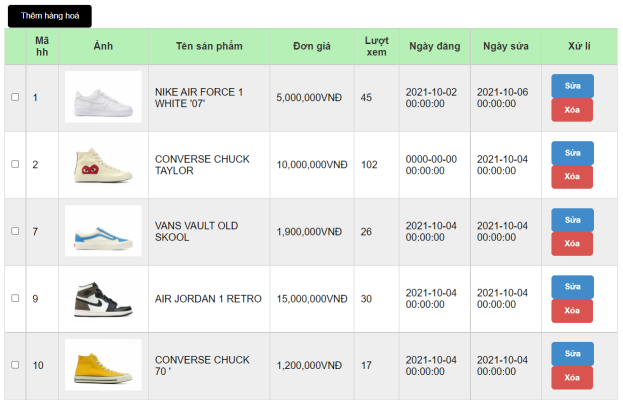 Thêm hàng hoá
Mã hh Ảnh Tên sản phẩm Đơn giá Lượt xem Ngày đăng Ngày sửa Xử lí
1 NIKE AIR FORCE 1 WHITE '07' 5,000,000VNĐ 45 2021-10-02 00:00:00 2021-10-06 00:00:00 Sửa Xóa
2 CONVERSE CHUCK TAYLOR 10,000,000VNĐ 102 0000-00-00 00:00:00 2021-10-04 00:00:00 Sửa Xóa
7 VANS VAULT OLD SKOOL 1,900,000VNĐ 26 2021-10-04 00:00:00 2021-10-04 00:00:00 Sửa Xóa
9 AIR JORDAN 1 RETRO 15,000,000VNĐ 30 2021-10-04 00:00:00 2021-10-04 00:00:00 Sửa Xóa
10 CONVERSE CHUCK 70 ' 1,200,000VNĐ 17 2021-10-04 00:00:00 2021-10-04 00:00:00 Sửa Xóa